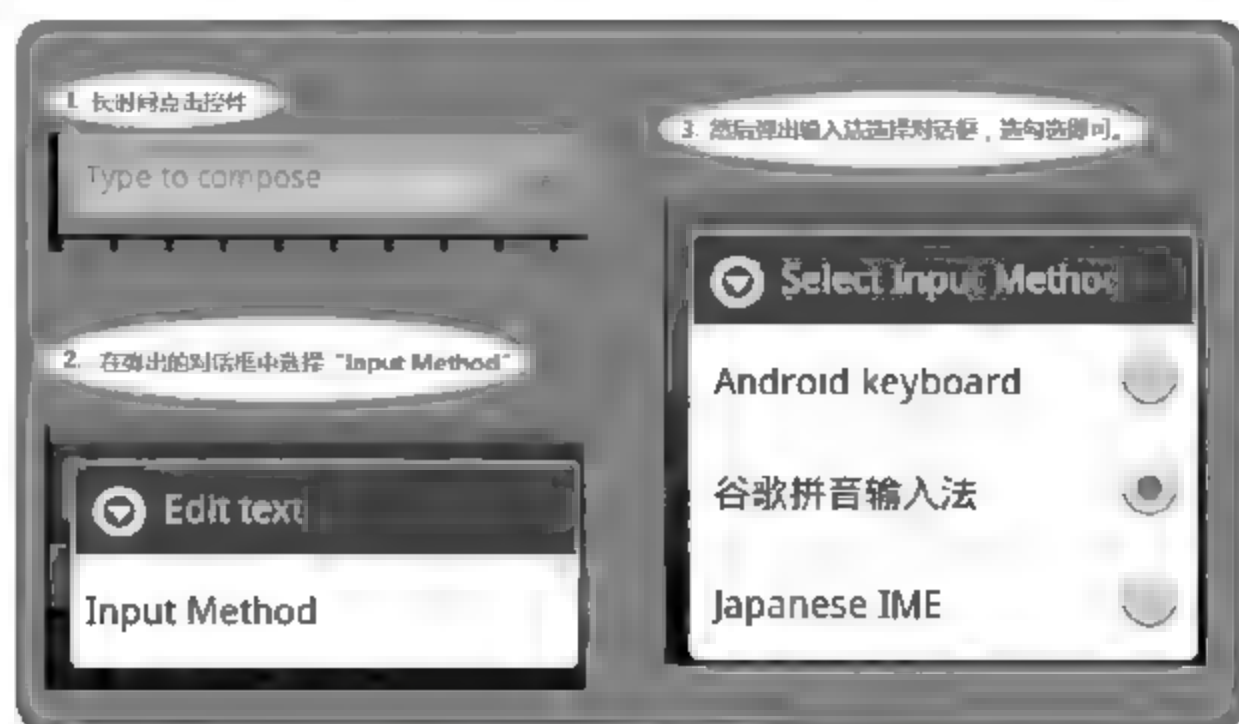 1. 长时间点击控件
Type to compose
2. 在弹出的对话框中选择 "Input Method"
Edit text
Input Method
3. 然后弹出输入法选择对话框，选勾选即可。
Select Input Method
Android keyboard
谷歌拼音输入法
Japanese IME